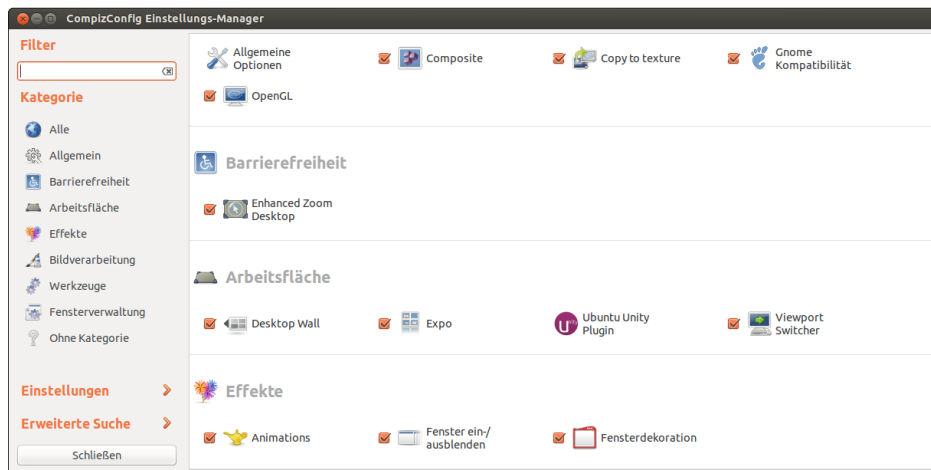 CompizConfig Einstellungs-Manager
Filter
Kategorie
Alle
Allgemein
Barrierefreiheit
Arbeitsfläche
Effekte
Bildverarbeitung
Werkzeuge
Fensterverwaltung
Ohne Kategorie
Einstellungen
Erweiterte Suche
Schließen
Allgemeine
Optionen
Composite
Copy to texture
Gnome
Kompatibilität
OpenGL
Barrierefreiheit
Enhanced Zoom
Desktop
Arbeitsfläche
Desktop Wall
Expo
Ubuntu Unity
Plugin
Viewport
Switcher
Effekte
Animations
Fenster ein-/
ausblenden
Fensterdekoration